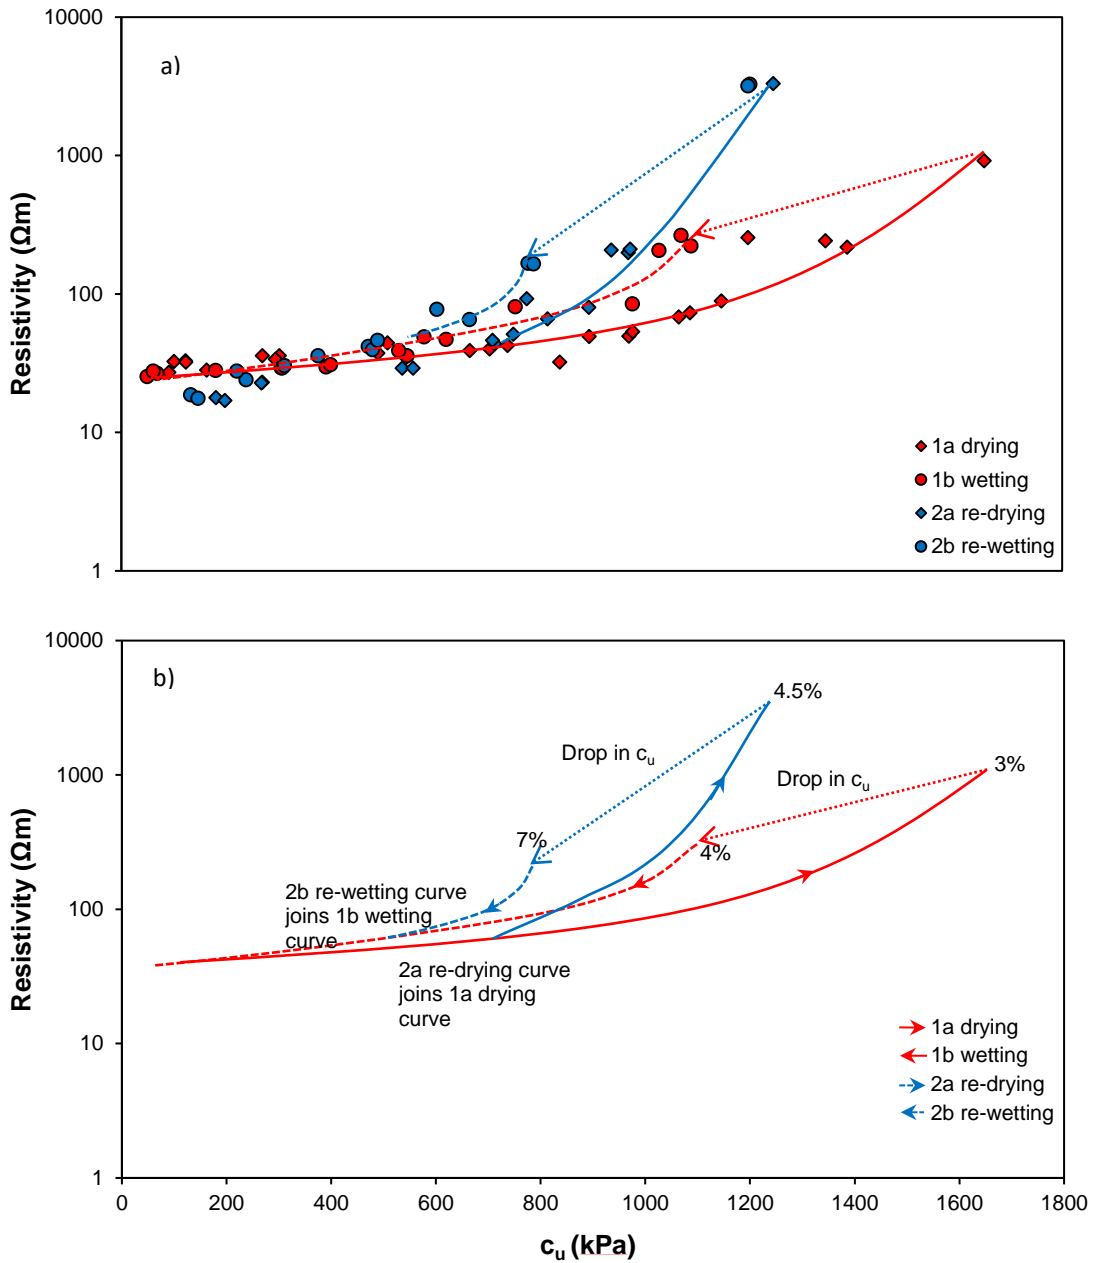 10000
1000
100
10
1
Resistivity (Ωm)
a)
1a drying
1b wetting
2a re-drying
2b re-wetting
10000
1000
100
10
1
Resistivity (Ωm)
b)
4.5%
Drop in cu
Drop in cu
3%
7%
4%
2b re-wetting curve
joins 1b wetting
curve
2a re-drying curve
joins 1a drying
curve
1a drying
1b wetting
2a re-drying
2b re-wetting
0 200 400 600 800 1000 1200 1400 1600 1800
cu (kPa)